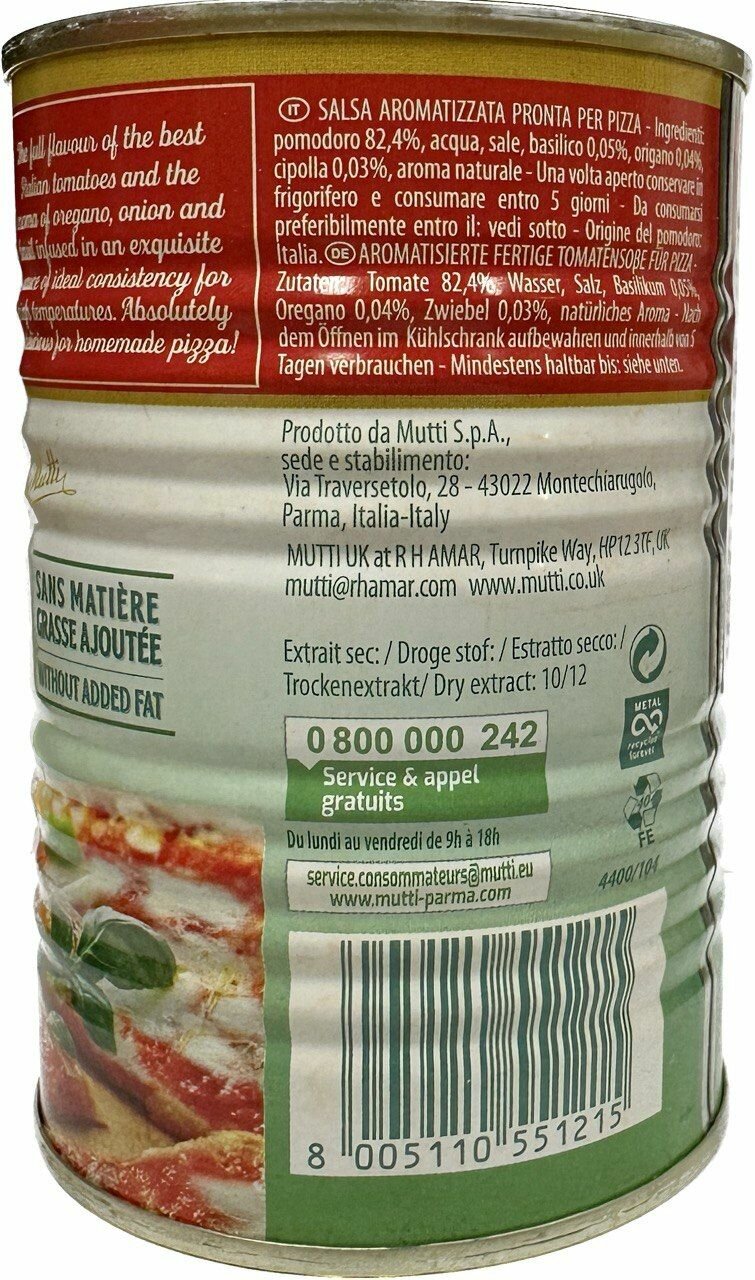 The full flavour of the best
Italian tomatoes and the
of oregano, onion and
infused in an exquisite
of ideal consistency for
temperatures. Absolutely
for homemade pizza!
IT SALSA AROMATIZZATA PRONTA PER PIZZA - Ingredienti:
pomodoro 82,4%, acqua, sale, basilico 0,05%, origano 0,04%,
cipolla 0,03%, aroma naturale - Una volta aperto conservare in
frigorifero e consumare entro 5 giorni - Da consumarsi
preferibilmente entro il: vedi sotto - Origine del pomodoro:
Italia. DE AROMATISIERTE FERTIGE TOMATENSOBE FÜR PIZZA -
Zutaten: Tomate 82,4%, Wasser, Salz, Basilikum 0,05%,
Oregano 0,04%, Zwiebel 0,03%, natürliches Aroma - Nach
dem Öffnen im Kühlschrank aufbewahren und innerhalb von 5
Tagen verbrauchen - Mindestens haltbar bis: siehe unten.
Mutti
SANS MATIÈRE
GRASSE AJOUTÉE
WITHOUT ADDED FAT
Prodotto da Mutti S.p.A.,
sede e stabilimento:
Via Traversetolo, 28 - 43022 Montechiarugolo,
Parma, Italia-Italy
MUTTI UK at R H AMAR, Turnpike Way, HP12 3TF, UK
mutti@rhamar.com www.mutti.co.uk
Extrait sec: / Droge stof: / Estratto secco: /
Trockenextrakt/ Dry extract: 10/12
METAL
recycles
forever
40
FE
4400/104
0 800 000 242
Service & appel
gratuits
Du lundi au vendredi de 9h à 18h
service.consommateurs@mutti.eu
www.mutti-parma.com
8 005110 551215